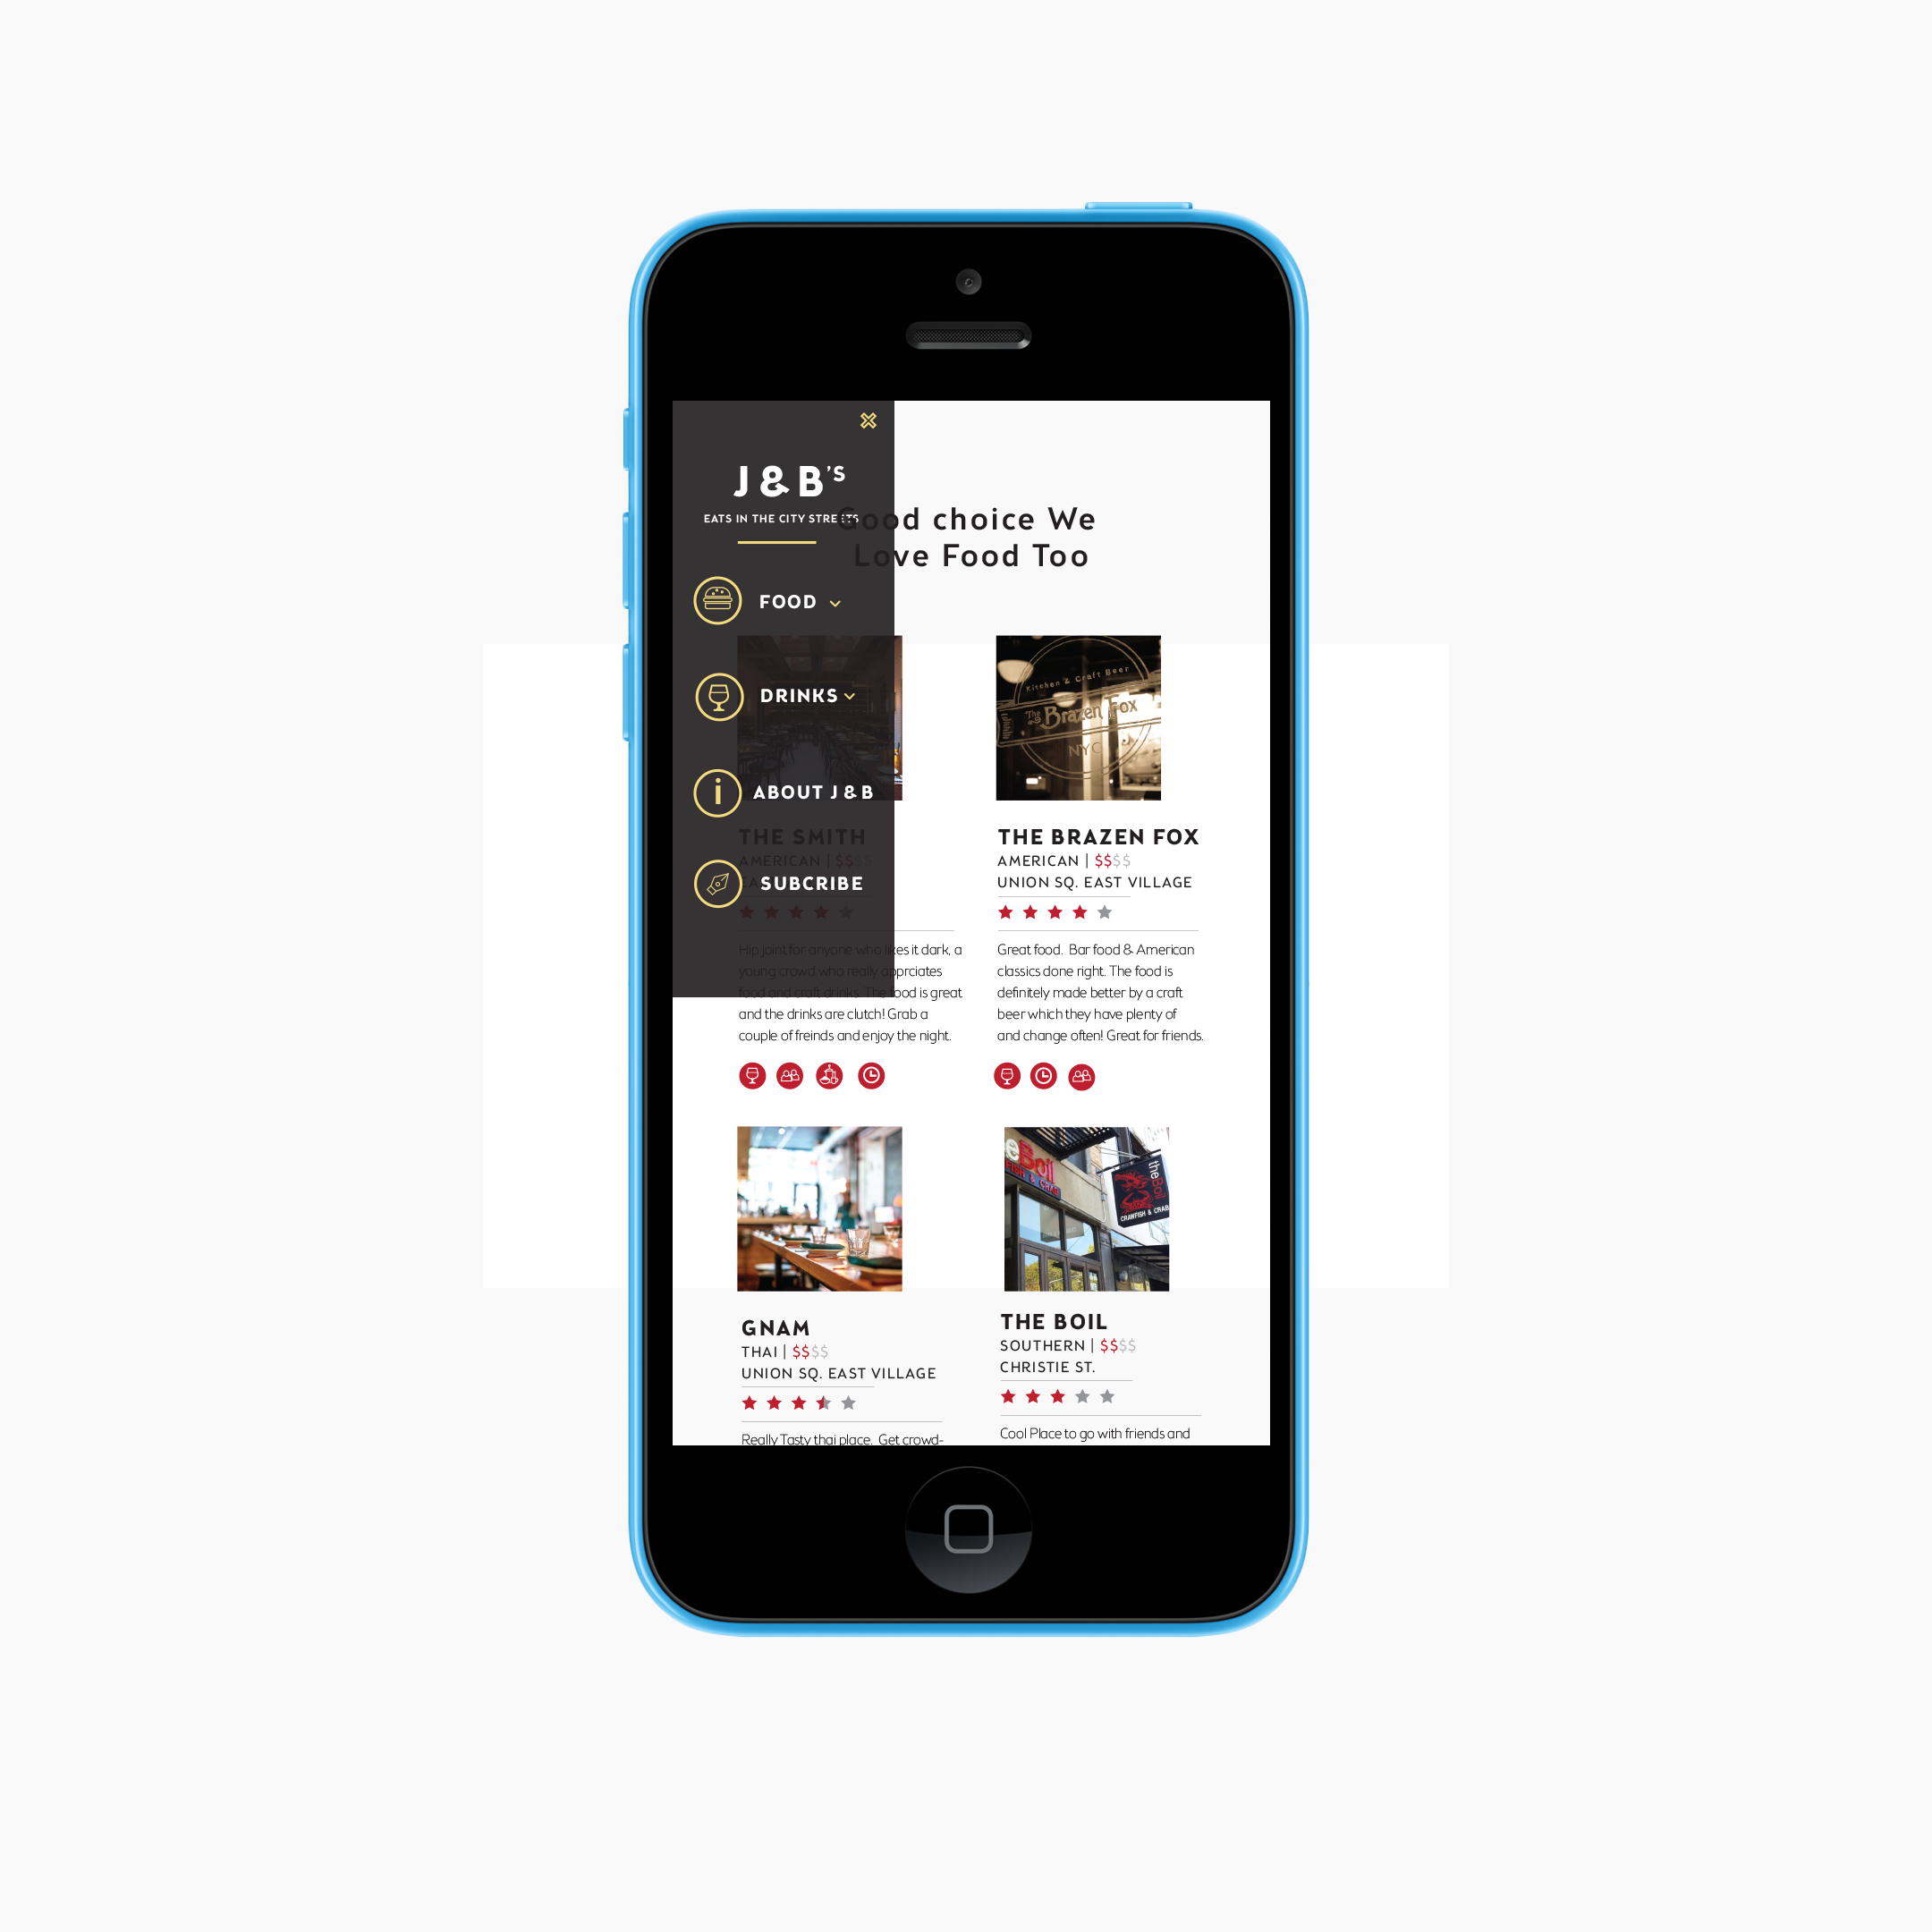 J & B'S
EATS IN THE CITY STREETS
Good choice We
Love Food Too
FOOD
DRINKS
ABOUT J & B
SUBCRIBE
THE SMITH
AMERICAN | $$$$
Hip joint for anyone who likes it dark, a
young crowd who really apprciates
food and craft drinks. The food is great
and the drinks are clutch! Grab a
couple of freinds and enjoy the night.
Kitchen & Craft Beer
The Brazen Fox
NYC
THE BRAZEN FOX
AMERICAN | $$$$
UNION SQ. EAST VILLAGE
Great food.  Bar food & American
classics done right. The food is
definitely made better by a craft
beer which they have plenty of
and change often! Great for friends.
GNAM
THAI | $$$$
UNION SQ. EAST VILLAGE
Really Tasty thai place.  Get crowd-
eBoil
the Boil
CRAWFISH & CRAB
THE BOIL
SOUTHERN | $$$$
CHRISTIE ST.
Cool Place to go with friends and